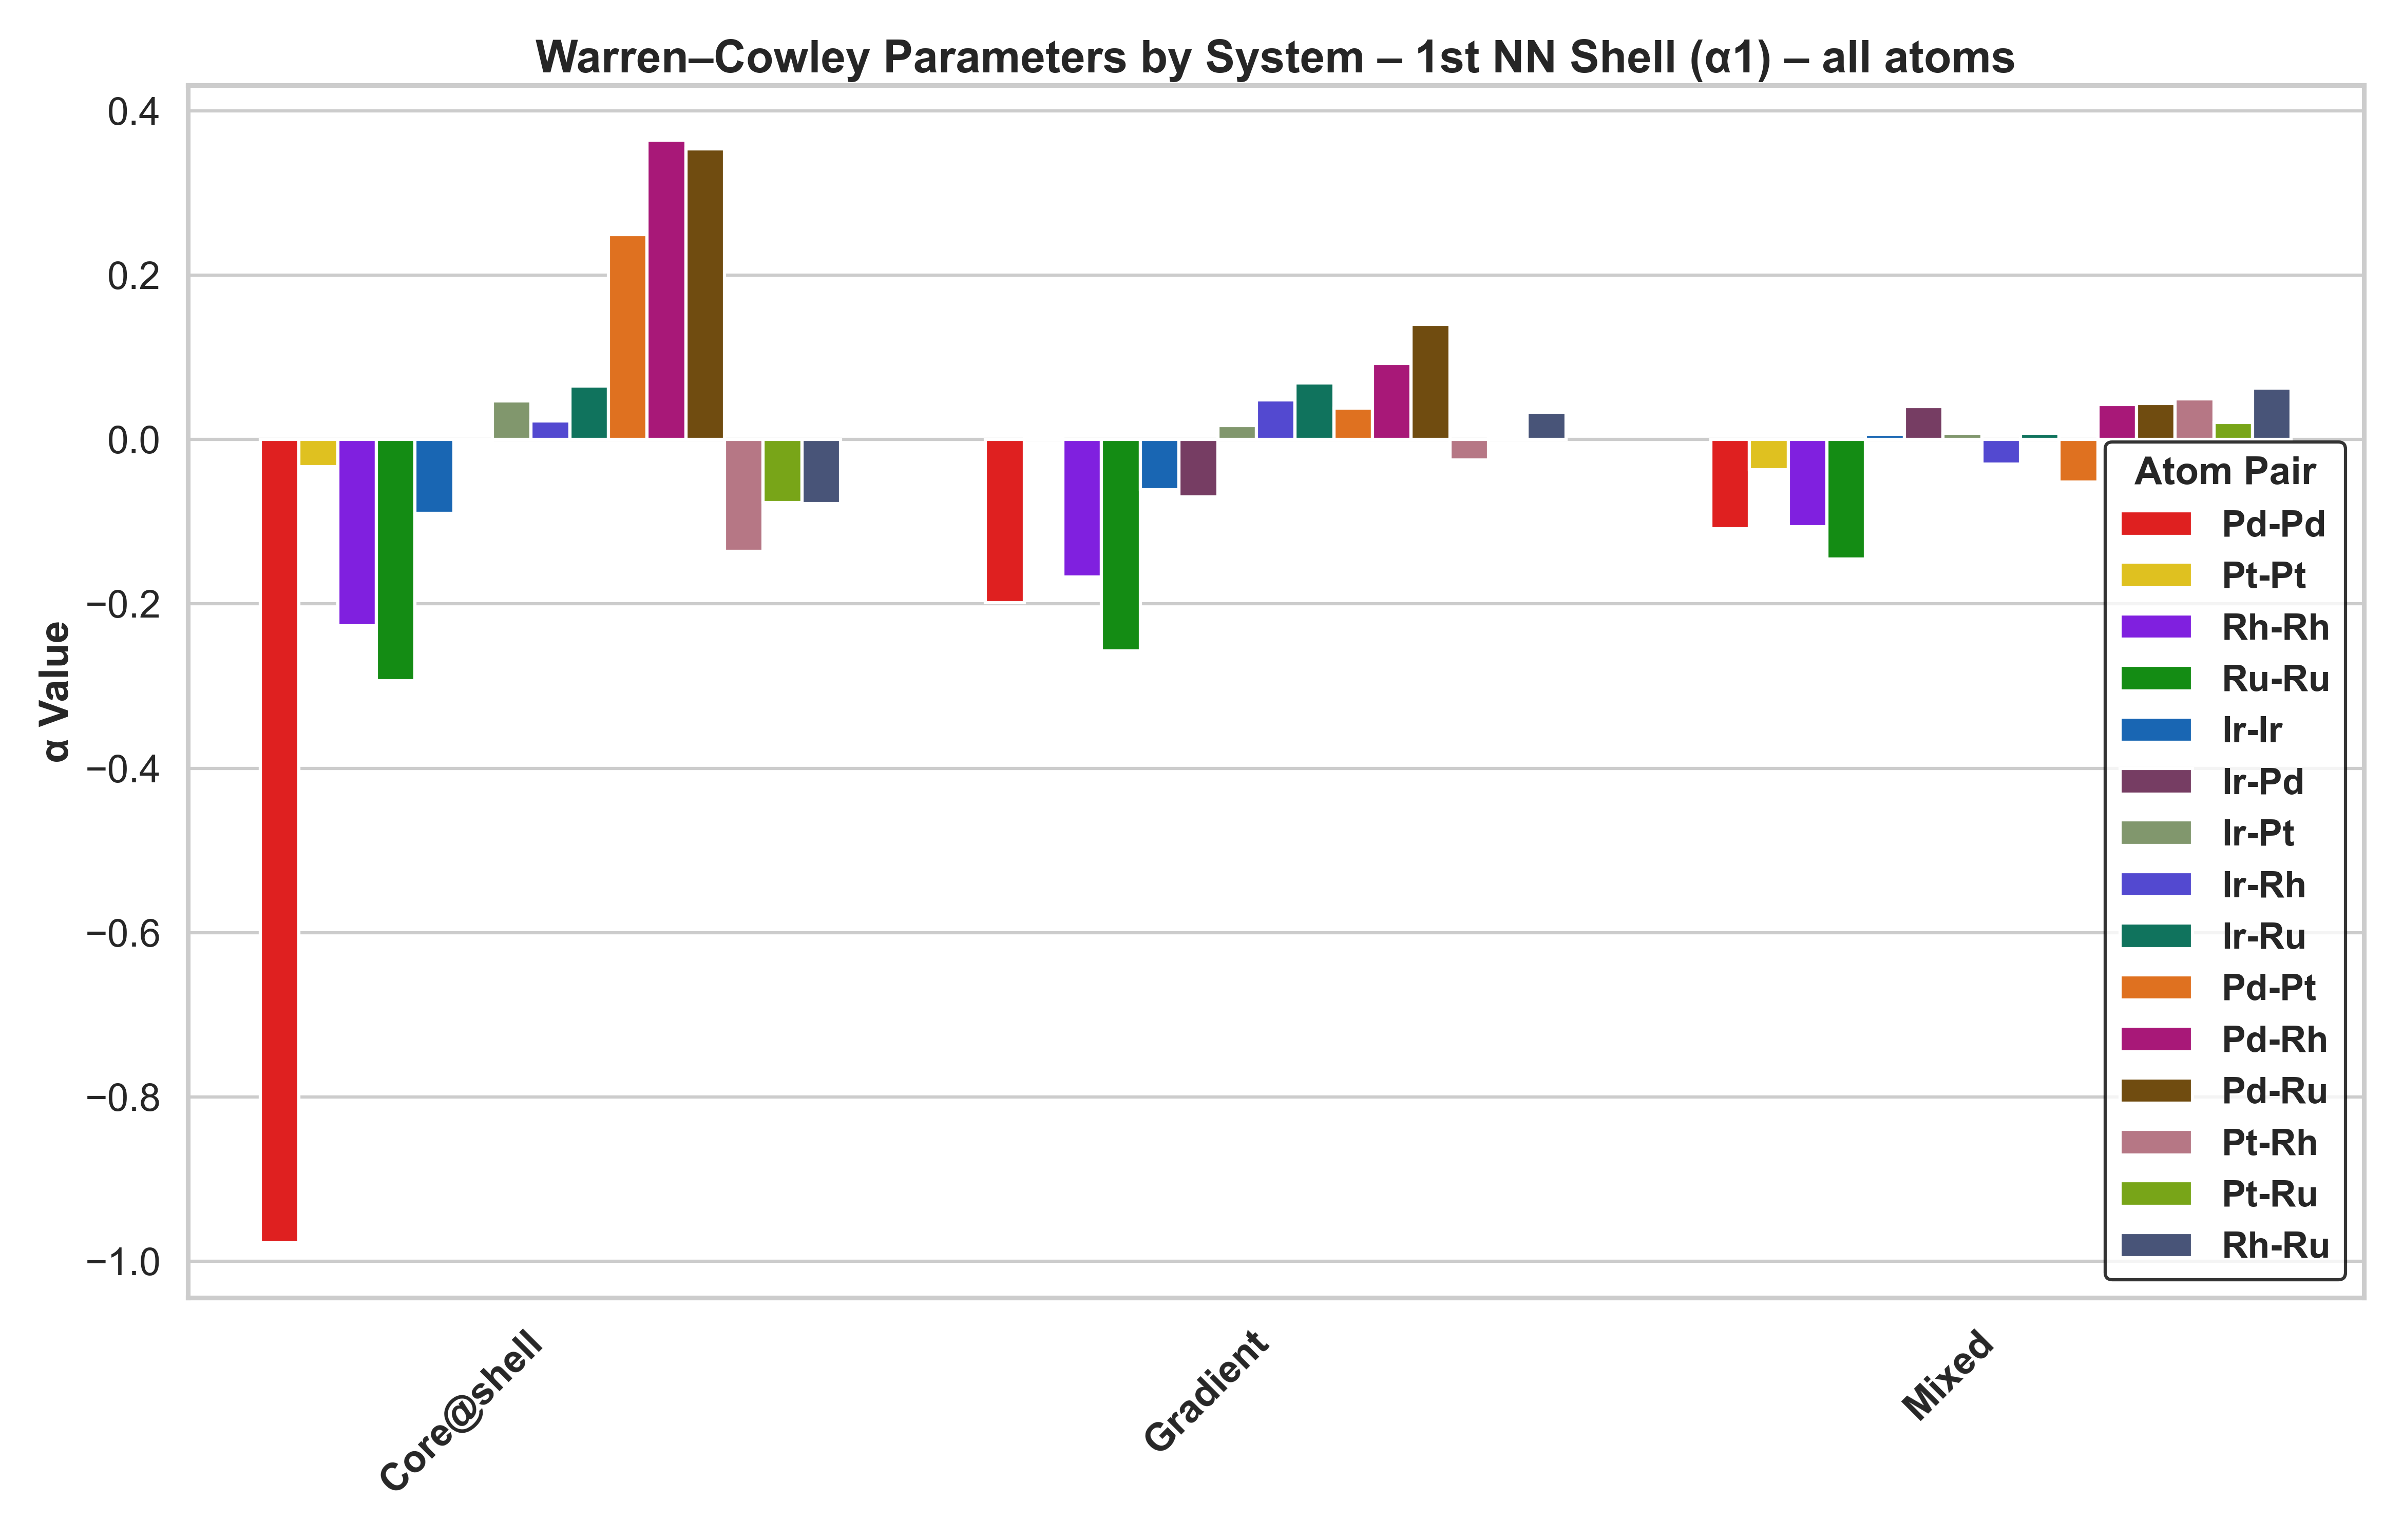 Warren–Cowley Parameters by System – 1st NN Shell (α1) – all atoms
α Value
0.4
0.2
0.0
−0.2
−0.4
−0.6
−0.8
−1.0
Core@shell
Gradient
Mixed
Atom Pair
Pd-Pd
Pt-Pt
Rh-Rh
Ru-Ru
Ir-Ir
Ir-Pd
Ir-Pt
Ir-Rh
Ir-Ru
Pd-Pt
Pd-Rh
Pd-Ru
Pt-Rh
Pt-Ru
Rh-Ru